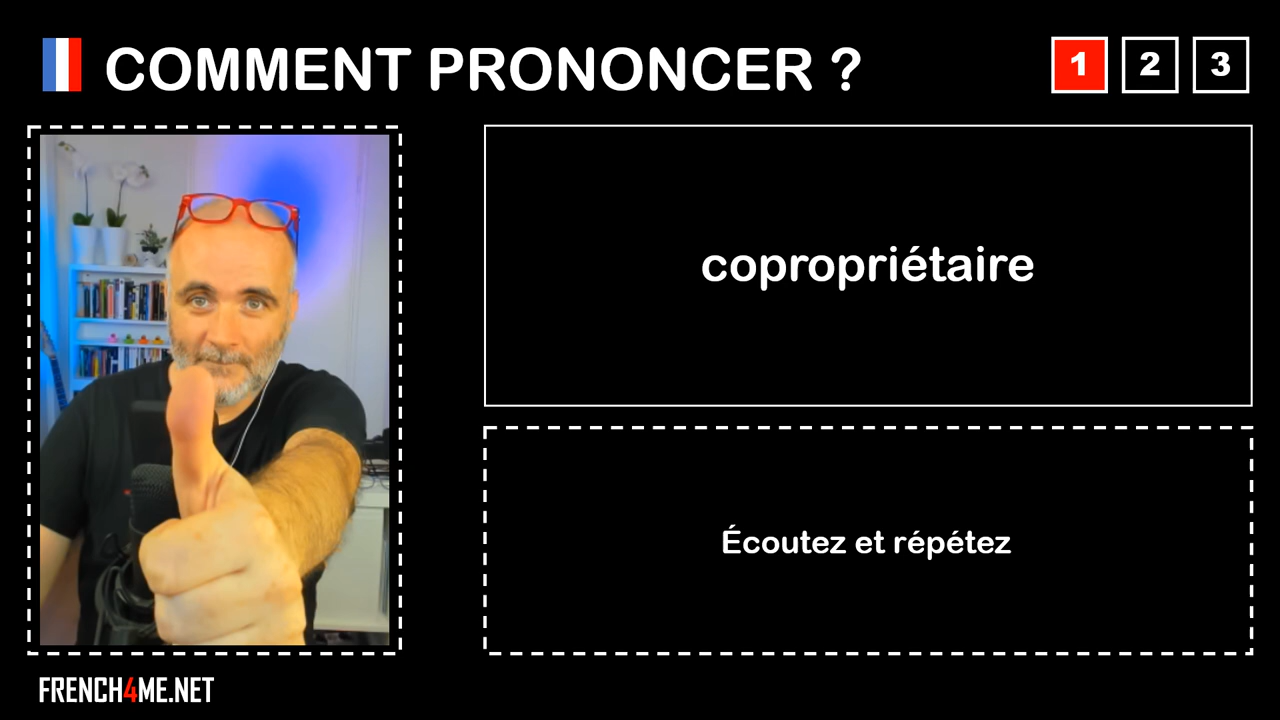 COMMENT PRONONCER ?
1 2 3
copropriétaire
Écoutez et répétez
FRENCH4ME.NET